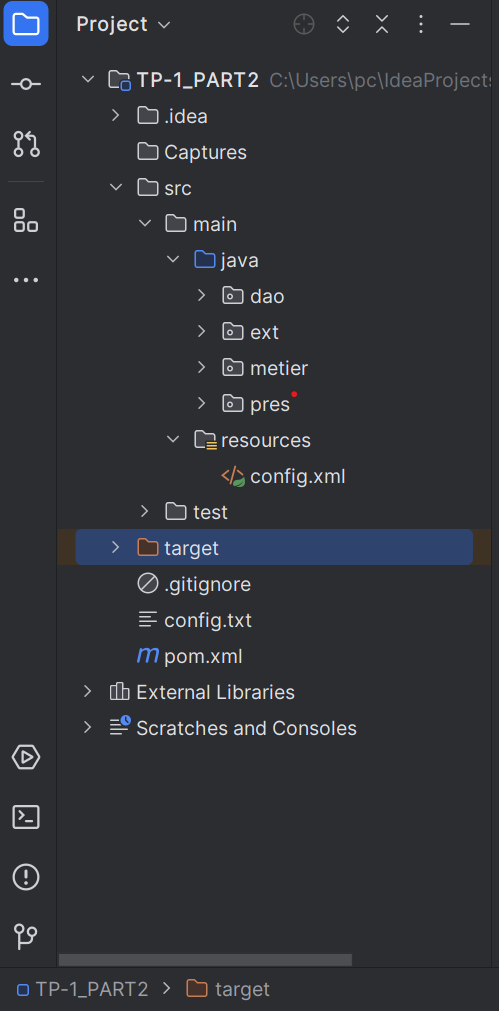 Project
TP-1_PART2 C:\Users\pc\IdeaProjects
.idea
Captures
src
main
java
dao
ext
metier
pres
resources
config.xml
test
target
.gitignore
config.txt
pom.xml
External Libraries
Scratches and Consoles
TP-1_PART2 > target